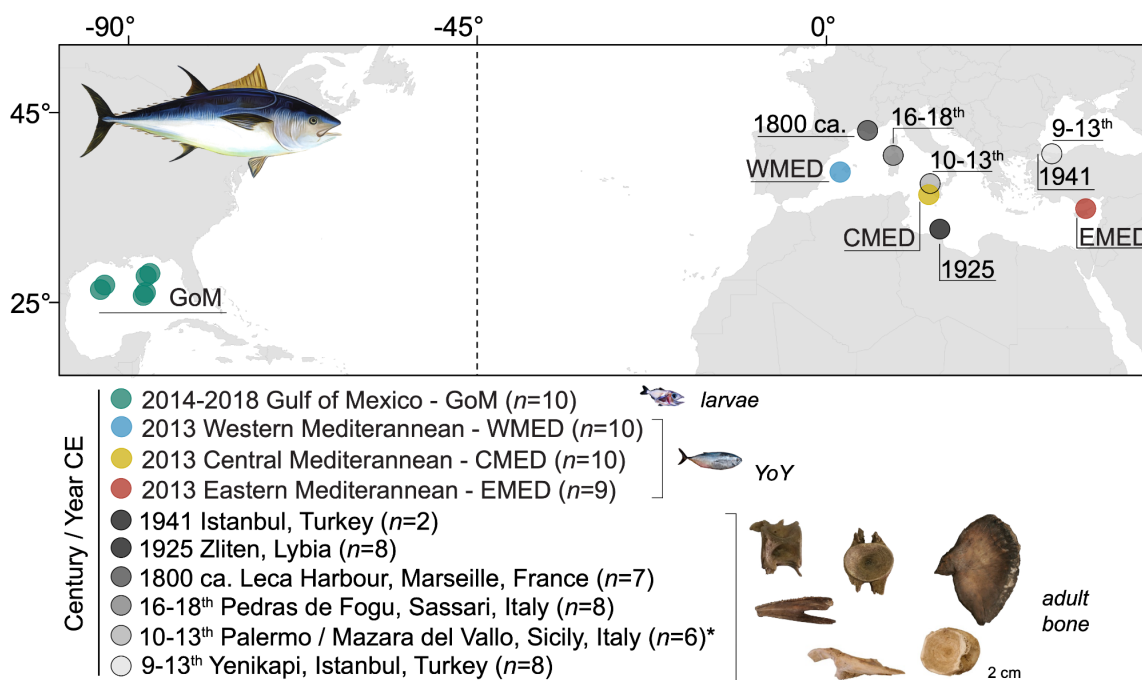 -90°
-45°
0°
45°
25°
1800 ca.
16-18th
9-13th
10-13th
WMED
1941
CMED
EMED
1925
GoM
Century / Year CE
2014-2018 Gulf of Mexico - GoM (n=10)
larvae
2013 Western Mediterannean - WMED (n=10)
2013 Central Mediterannean - CMED (n=10)
YoY
2013 Eastern Mediterannean - EMED (n=9)
1941 Istanbul, Turkey (n=2)
1925 Zliten, Lybia (n=8)
1800 ca. Leca Harbour, Marseille, France (n=7)
16-18th Pedras de Fogu, Sassari, Italy (n=8)
10-13th Palermo / Mazara del Vallo, Sicily, Italy (n=6)*
9-13th Yenikapi, Istanbul, Turkey (n=8)
adult
bone
2 cm